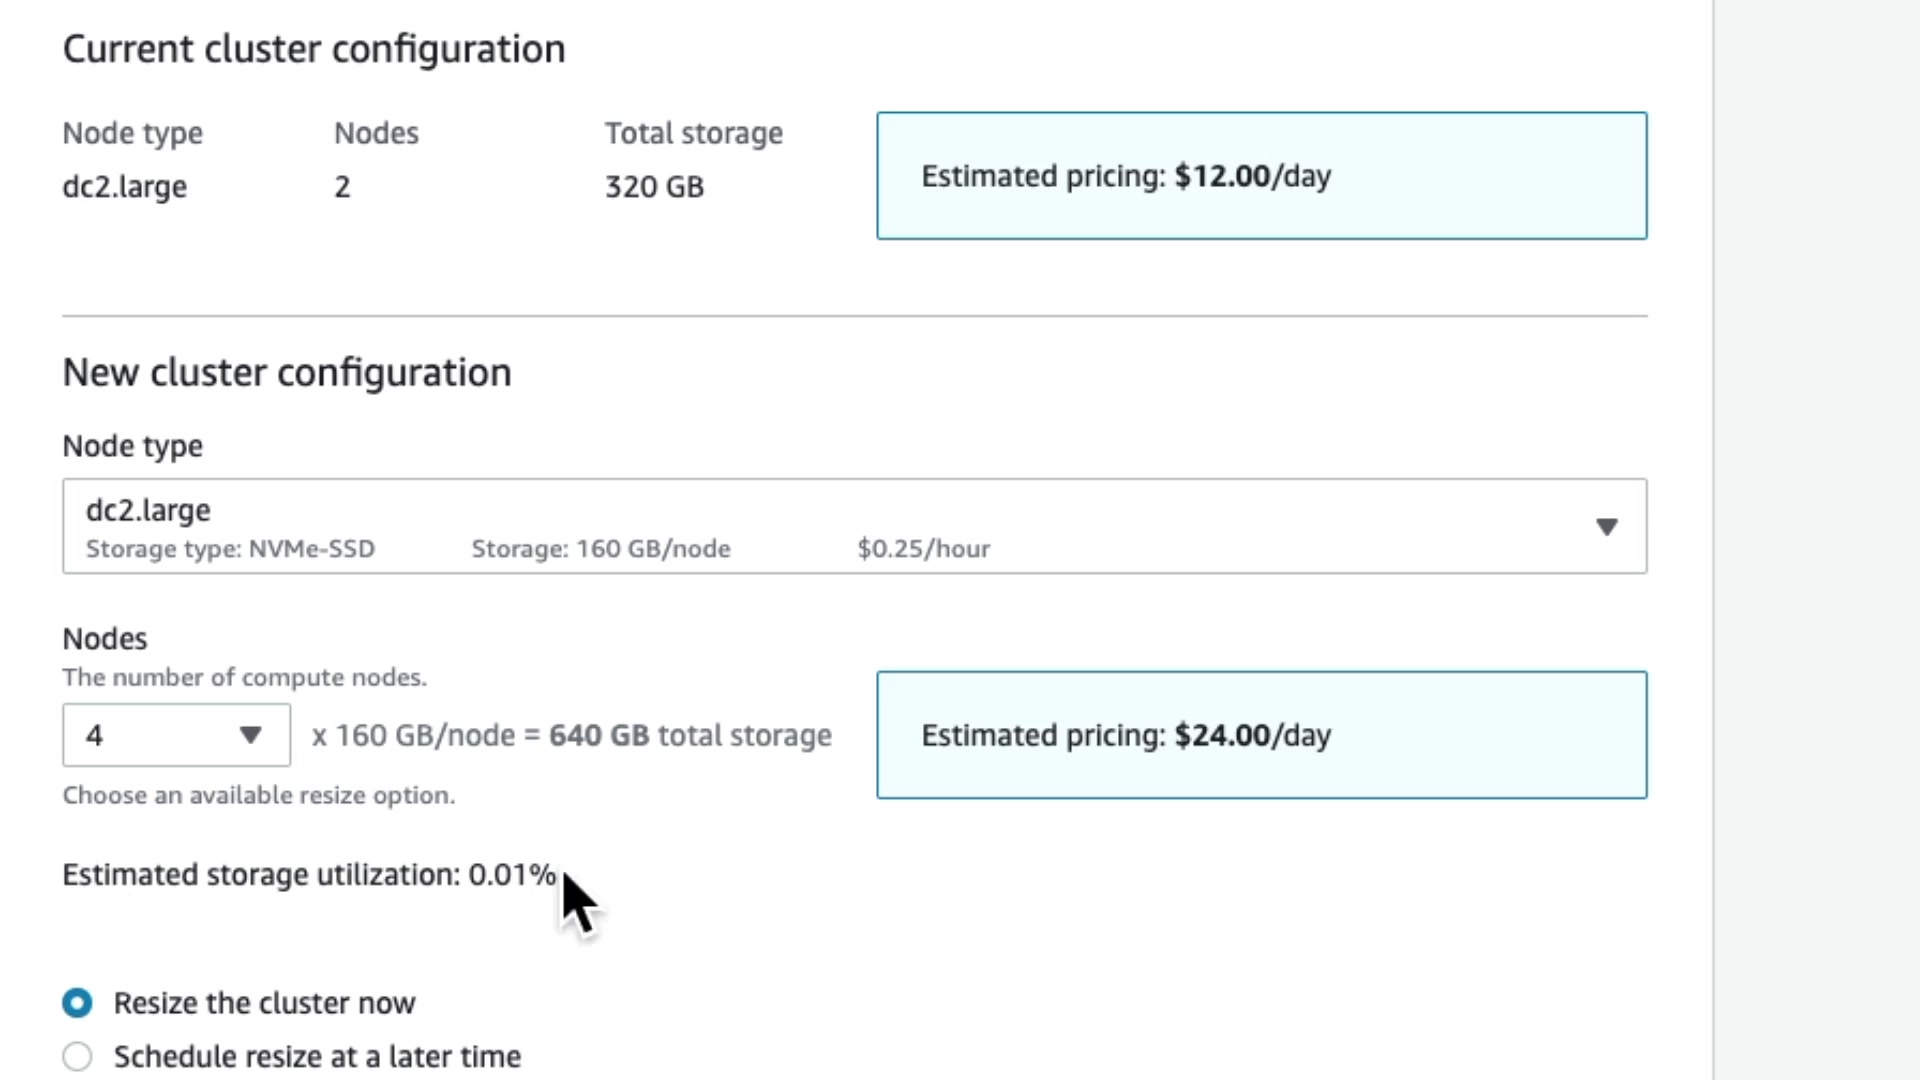 Current cluster configuration
Node type Nodes Total storage
dc2.large 2 320 GB
Estimated pricing: $12.00/day
New cluster configuration
Node type
dc2.large
Storage type: NVMe-SSD Storage: 160 GB/node $0.25/hour
Nodes
The number of compute nodes.
4 x 160 GB/node = 640 GB total storage
Estimated pricing: $24.00/day
Choose an available resize option.
Estimated storage utilization: 0.01%
Resize the cluster now
Schedule resize at a later time